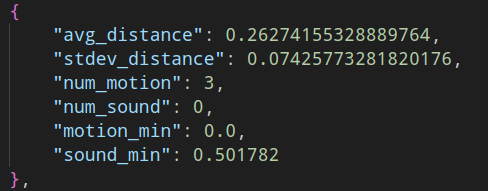 {
"avg_distance": 0.26274155328889764,
"stdev_distance": 0.07425773281820176,
"num_motion": 3,
"num_sound": 0,
"motion_min": 0.0,
"sound_min": 0.501782
},